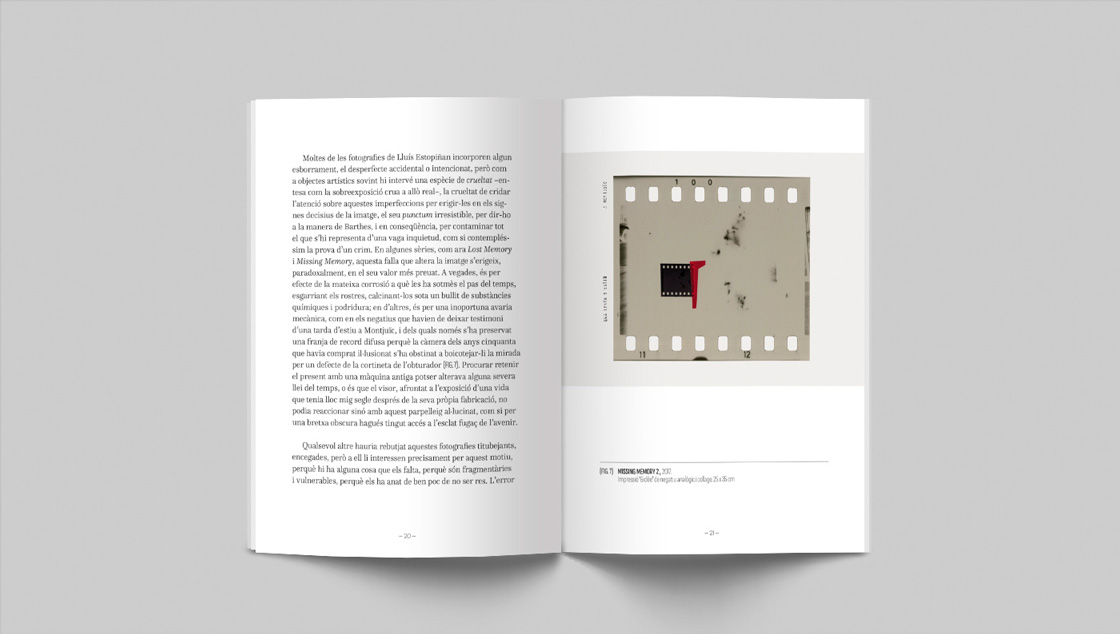 Moltes de les fotografies de Lluís Estopiñan incorporen algun
esborrament, el desperfecte accidental o intencionat, però com
a objectes artístics sovint hi intervé una espècie de crueltat –en-
tesa com la sobreexposició crua a allò real–, la crueltat de cridar
l'atenció sobre aquestes imperfeccions per erigir-les en els sig-
nes decisius de la imatge, el seu punctum irresistible, per dir-ho
a la manera de Barthes, i en conseqüència, per contaminar tot
el que s'hi representa d'una vaga inquietud, com si contemplés-
sim la prova d'un crim. En algunes sèries, com ara Lost Memory
i Missing Memory, aquesta falla que altera la imatge s'erigeix,
paradoxalment, en el seu valor més preuat. A vegades, és per
efecte de la mateixa corrosió a què les ha sotmès el pas del temps,
esgarriant els rostres, calcinant-los sota un bullit de substàncies
químiques i podridura; en d'altres, és per una inoportuna avaria
mecànica, com en els negatius que havien de deixar testimoni
d'una tarda d'estiu a Montjuïc, i dels quals només s'ha preservat
una franja de record difusa perquè la càmera dels anys cinquanta
que havia comprat il·lusionat s'ha obstinat a boicotejar-li la mirada
per un defecte de la cortineta de l'obturador (FIG. 7). Procurar retenir
el present amb una màquina antiga potser alterava alguna severa
llei del temps, o és que el visor, afrontat a l'exposició d'una vida
que tenia lloc mig segle després de la seva pròpia fabricació, no
podia reaccionar sinó amb aquest parpelleig al·lucinat, com si per
una bretxa obscura hagués tingut accés a l'esclat fugaç de l'avenir.
Qualsevol altre hauria rebutjat aquestes fotografies titubejants,
encegades, però a ell li interessen precisament per aquest motiu,
perquè hi ha alguna cosa que els falta, perquè són fragmentàries
i vulnerables, perquè els ha anat de ben poc de no ser res. L'error
– 20 –
1 0 0
11
12
(FIG. 7) MISSING MEMORY 2, 2017.
de negatiu analògic i collage. 25 x 36 cm
– 21 –